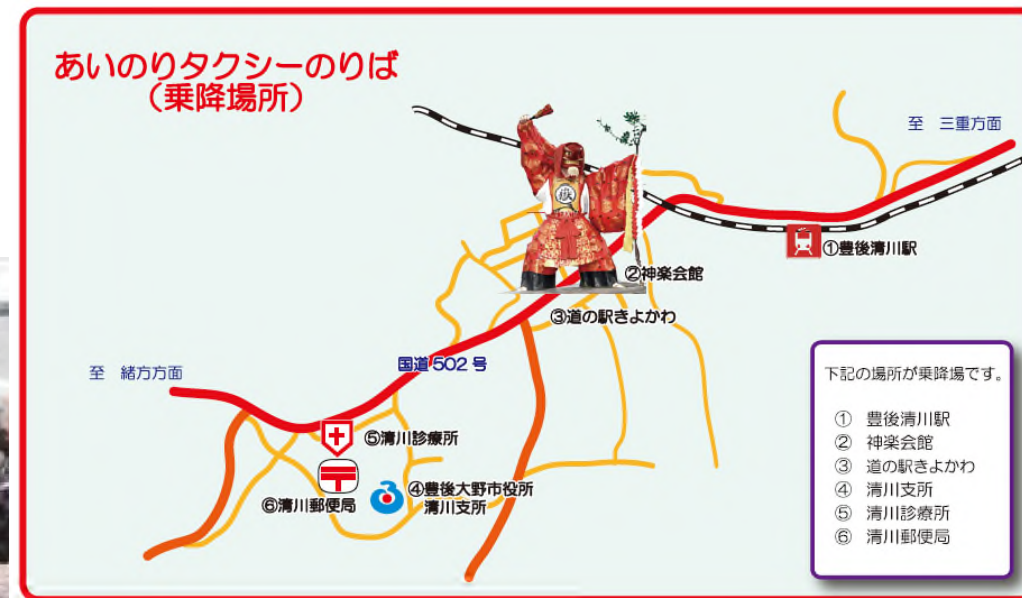 あいのりタクシーのりば
（乗降場所）
至　三重方面
嶽
①豊後清川駅
②神楽会館
③道の駅きよかわ
国道502号
至　緒方方面
⑤清川診療所
④豊後大野市役所
清川支所
⑥清川郵便局
下記の場所が乗降場です。
①　豊後清川駅
②　神楽会館
③　道の駅きよかわ
④　清川支所
⑤　清川診療所
⑥　清川郵便局